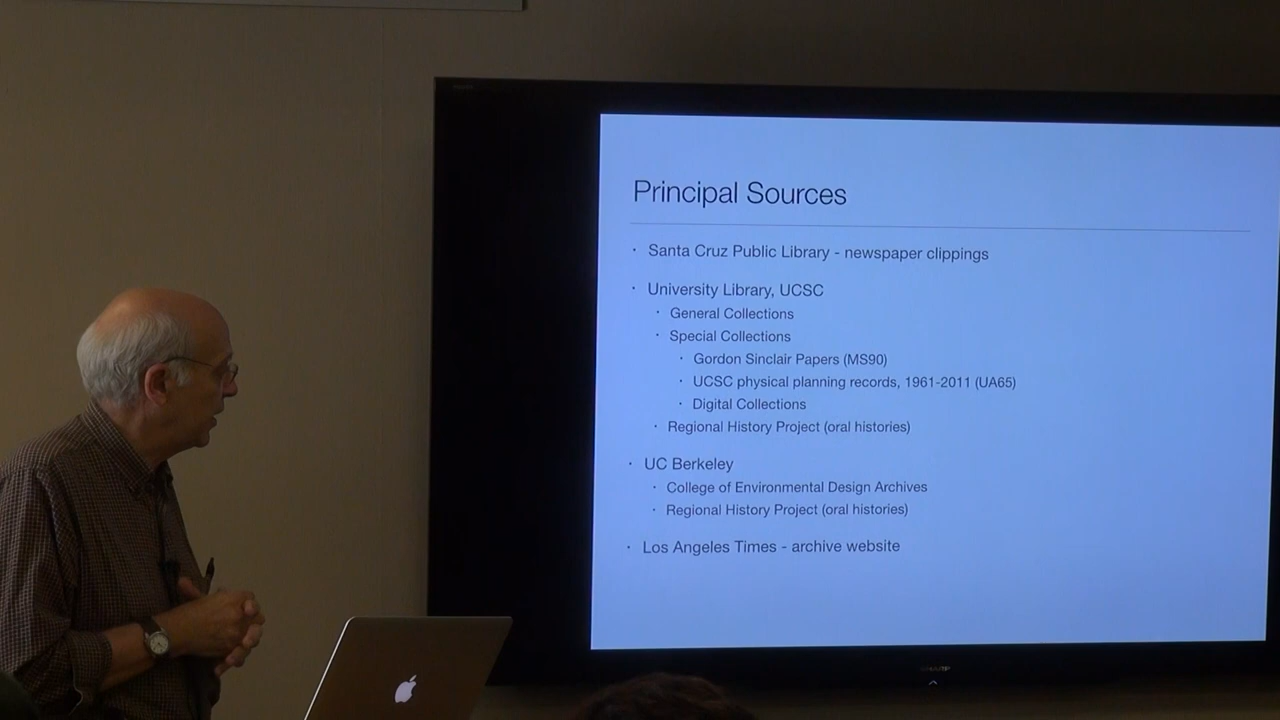 Principal Sources
· Santa Cruz Public Library - newspaper clippings
· University Library, UCSC
· General Collections
· Special Collections
· Gordon Sinclair Papers (MS90)
· UCSC physical planning records, 1961-2011 (UA65)
· Digital Collections
· Regional History Project (oral histories)
· UC Berkeley
· College of Environmental Design Archives
· Regional History Project (oral histories)
· Los Angeles Times - archive website
SHARP